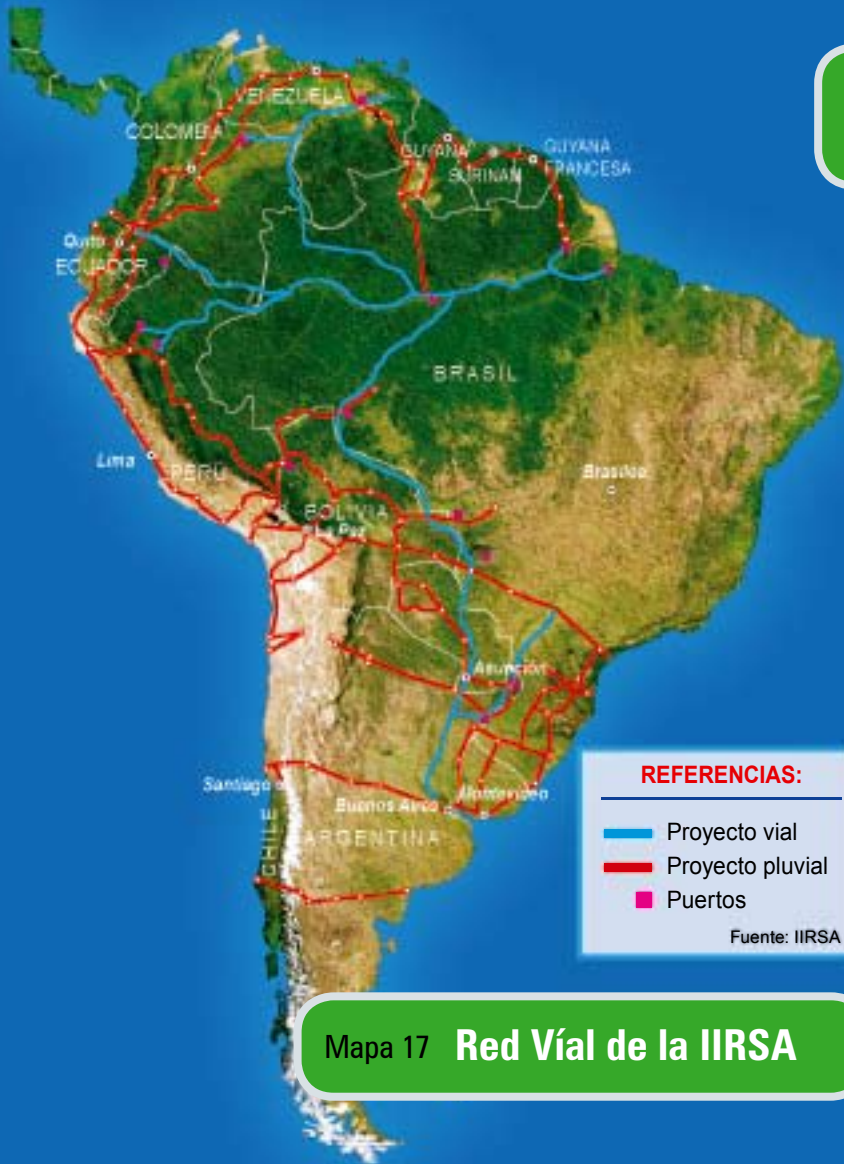 VENEZUELA
COLOMBIA
GUYANA
GUYANA
FRANCESA
SURINAM
Quito
ECUADOR
BRASIL
Lima
PERÚ
Brasilea
BOLIVIA
La Paz
Asunción
REFERENCIAS:
Proyecto vial
Proyecto pluvial
Puertos
Fuente: IIRSA
Santiago
Buenos Aires
Montevideo
CHILE
ARGENTINA
Mapa 17 Red Víal de la IIRSA